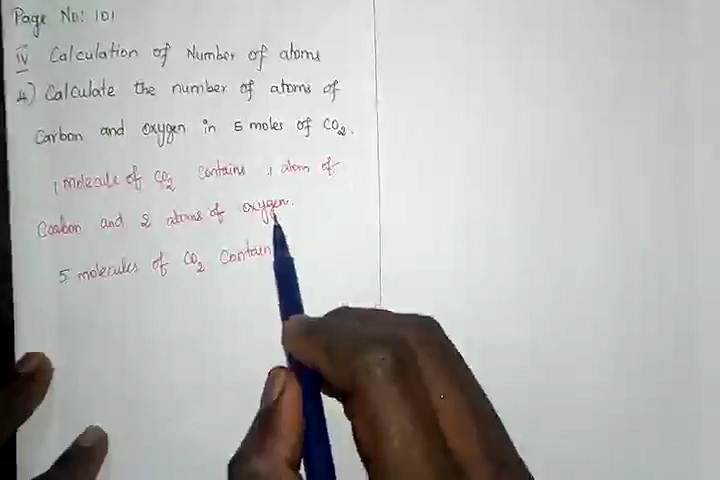 Page No: 101
IV Calculation of Number of atoms
4) Calculate the number of atoms of
Carbon and oxygen in 5 moles of CO2.
1 molecule of CO2 contains 1 atom of
Carbon and 2 atoms of oxygen.
5 molecules of CO2 contain